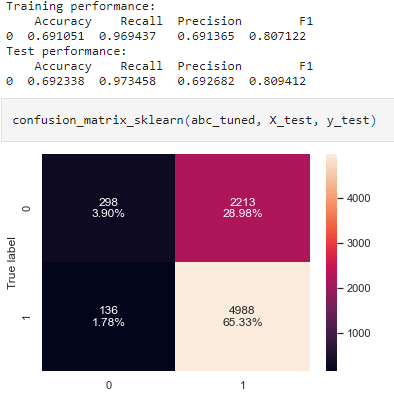 Training performance:
Accuracy Recall Precision F1
0 0.691051 0.969437 0.691365 0.807122
Test performance:
Accuracy Recall Precision F1
0 0.692338 0.973458 0.692682 0.809412
confusion_matrix_sklearn(abc_tuned, X_test, y_test)
298 2213
3.90% 28.98%
136 4988
1.78% 65.33%
True label
0
1
0 1
4000
3000
2000
1000